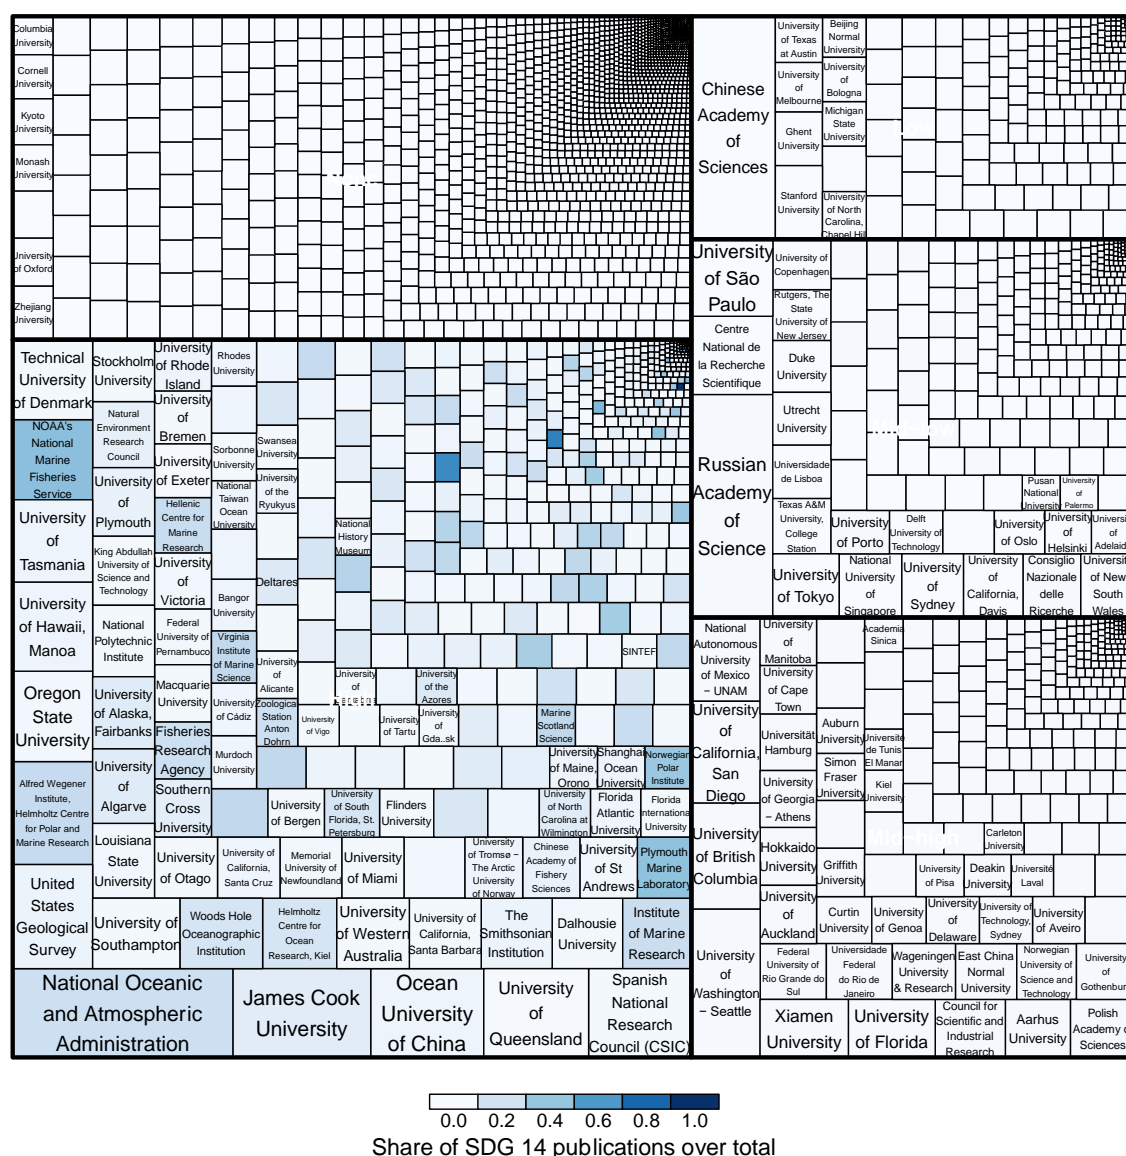 Columbia
University
Cornell
University
Kyoto
University
Monash
University
University
of Oxford
Zhejiang
University
None
Chinese
Academy
of
Sciences
University
of Texas
at Austin
University
of
Melbourne
Ghent
University
Stanford
University
Beijing
Normal
University
University
of
Bologna
Michigan
State
University
University
of North
Carolina,
Chapel Hill
Low
University
of São
Paulo
Centre
National de
la Recherche
Scientifique
Russian
Academy
of
Science
University of
Copenhagen
Rutgers, The
State
University of
New Jersey
Duke
University
Utrecht
University
Universidade
de Lisboa
Texas A&M
University,
College
Station
Mid−low
Pusan
National
University
University
of
Palermo
University
of Porto
Delft
University of
Technology
University
of Oslo
University
of
Helsinki
University
of
Adelaide
University
of Tokyo
National
University
of
Singapore
University
of
Sydney
University
of
California,
Davis
Consiglio
Nazionale
delle
Ricerche
University
of New
South
Wales
Technical
University
of Denmark
NOAA's
National
Marine
Fisheries
Service
University
of
Tasmania
University
of Hawaii,
Manoa
Oregon
State
University
Alfred Wegener
Institute,
Helmholtz Centre
for Polar and
Marine Research
United
States
Geological
Survey
Stockholm
University
Natural
Environment
Research
Council
University
of
Plymouth
King Abdullah
University of
Science and
Technology
National
Polytechnic
Institute
University
of Alaska,
Fairbanks
University
of
Algarve
Louisiana
State
University
University
of Rhode
Island
University
of
Bremen
University
of Exeter
Hellenic
Centre for
Marine
Research
University
of
Victoria
Federal
University of
Pernambuco
Macquarie
University
Fisheries
Research
Agency
Southern
Cross
University
Rhodes
University
Sorbonne
University
National
Taiwan
Ocean
University
Bangor
University
Virginia
Institute
of Marine
Science
University
of Cádiz
Murdoch
University
Swansea
University
University
of the
Ryukyus
Deltares
University
of
Alicante
Zoological
Station
Anton
Dohrn
National
History
Museum
University
of
High
University
of Vigo
University
of Tartu
University
of the
Azores
University
of
Gda..sk
SINTEF
Marine
Scotland
Science
University
of Maine,
Orono
Shanghai
Ocean
University
Norwegian
Polar
Institute
University
of Bergen
University
of South
Florida, St.
Petersburg
Flinders
University
University
of North
Carolina at
Wilmington
Florida
Atlantic
University
Florida
International
University
University
of Otago
University of
California,
Santa Cruz
Memorial
University of
Newfoundland
University
of Miami
University
of Tromsø −
The Arctic
University
of Norway
Chinese
Academy of
Fishery
Sciences
University
of St
Andrews
Plymouth
Marine
Laboratory
University of
Southampton
Woods Hole
Oceanographic
Institution
Helmholtz
Centre for
Ocean
Research, Kiel
University
of Western
Australia
University of
California,
Santa Barbara
The
Smithsonian
Institution
Dalhousie
University
Institute
of Marine
Research
National Oceanic
and Atmospheric
Administration
James Cook
University
Ocean
University
of China
University
of
Queensland
Spanish
National
Research
Council (CSIC)
National
Autonomous
University
of Mexico
− UNAM
University
of
California,
San
Diego
University
of British
Columbia
University
of
Washington
− Seattle
University
of
Manitoba
University
of Cape
Town
Universität
Hamburg
University
of Georgia
− Athens
Hokkaido
University
University
of
Auckland
Academia
Sinica
Auburn
University
Simon
Fraser
University
Université
de Tunis
El Manar
Kiel
University
Mid−high
Carleton
University
Griffith
University
University
of Pisa
Deakin
University
Université
Laval
Curtin
University
University
of Genoa
University
of
Delaware
University of
Technology,
Sydney
University
of Aveiro
Federal
University of
Rio Grande do
Sul
Universidade
Federal
do Rio de
Janeiro
Wageningen
University
& Research
East China
Normal
University
Norwegian
University of
Science and
Technology
University
of
Gothenburg
Xiamen
University
University
of Florida
Council for
Scientific and
Industrial
Research
Aarhus
University
Polish
Academy of
Sciences
0.0 0.2 0.4 0.6 0.8 1.0
Share of SDG 14 publications over total